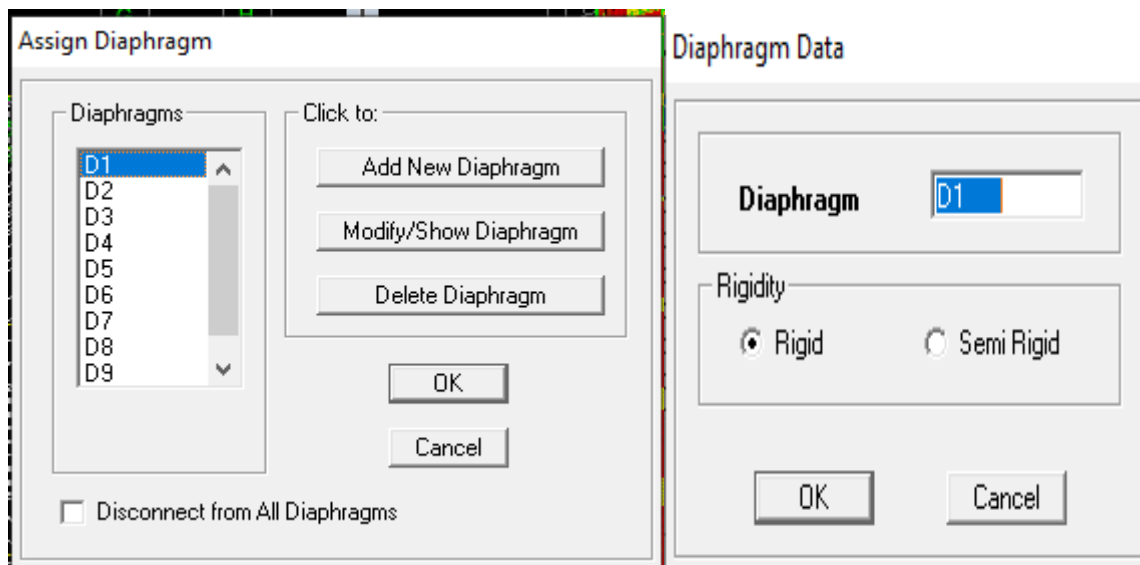 Assign Diaphragm
Diaphragms
D1
D2
D3
D4
D5
D6
D7
D8
D9
Click to:
Add New Diaphragm
Modify/Show Diaphragm
Delete Diaphragm
OK
Cancel
Disconnect from All Diaphragms
Diaphragm Data
Diaphragm D1
Rigidity
Rigid Semi Rigid
OK Cancel